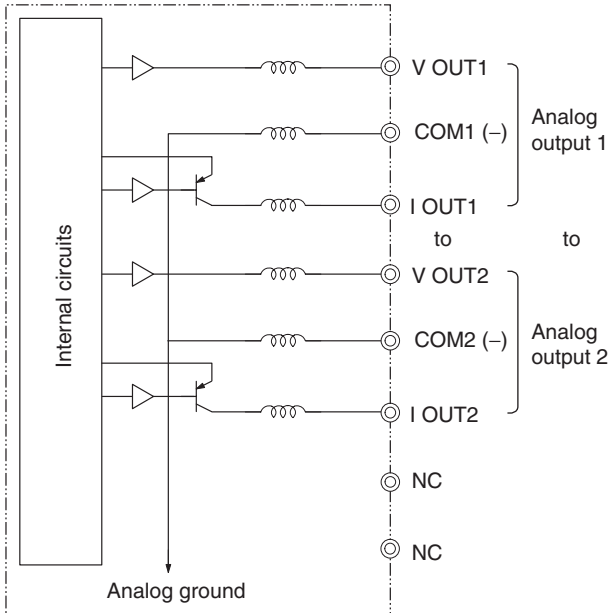 V OUT1
COM1 (–)
I OUT1
Analog
output 1
to
to
V OUT2
COM2 (–)
I OUT2
Analog
output 2
NC
NC
Internal circuits
Analog ground